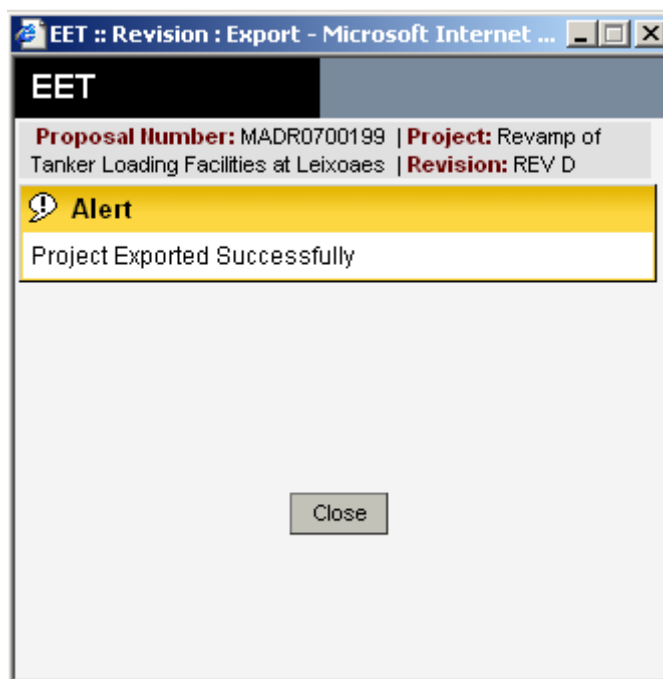 EET :: Revision : Export - Microsoft Internet ...
EET
Proposal Number: MADR0700199 | Project: Revamp of
Tanker Loading Facilities at Leixoaes | Revision: REV D
Alert
Project Exported Successfully
Close